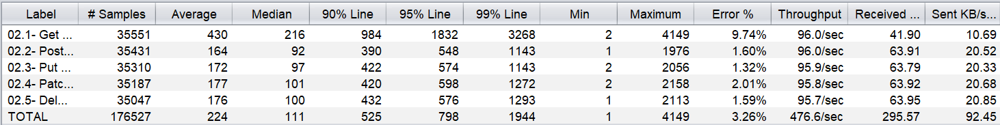 Label # Samples Average Median 90% Line 95% Line 99% Line Min Maximum Error % Throughput Received ... Sent KB/s...
02.1- Get ... 35551 430 216 984 1832 3268 2 4149 9.74% 96.0/sec 41.90 10.69
02.2- Post... 35431 164 92 390 548 1143 1 1976 1.60% 96.0/sec 63.91 20.52
02.3- Put ... 35310 172 97 422 574 1143 2 2056 1.32% 95.9/sec 63.79 20.33
02.4- Patc... 35187 177 101 420 598 1272 2 2158 2.01% 95.8/sec 63.92 20.68
02.5- Del... 35047 176 100 432 576 1293 1 2113 1.59% 95.7/sec 63.95 20.85
TOTAL 176527 224 111 525 798 1944 1 4149 3.26% 476.6/sec 295.57 92.45